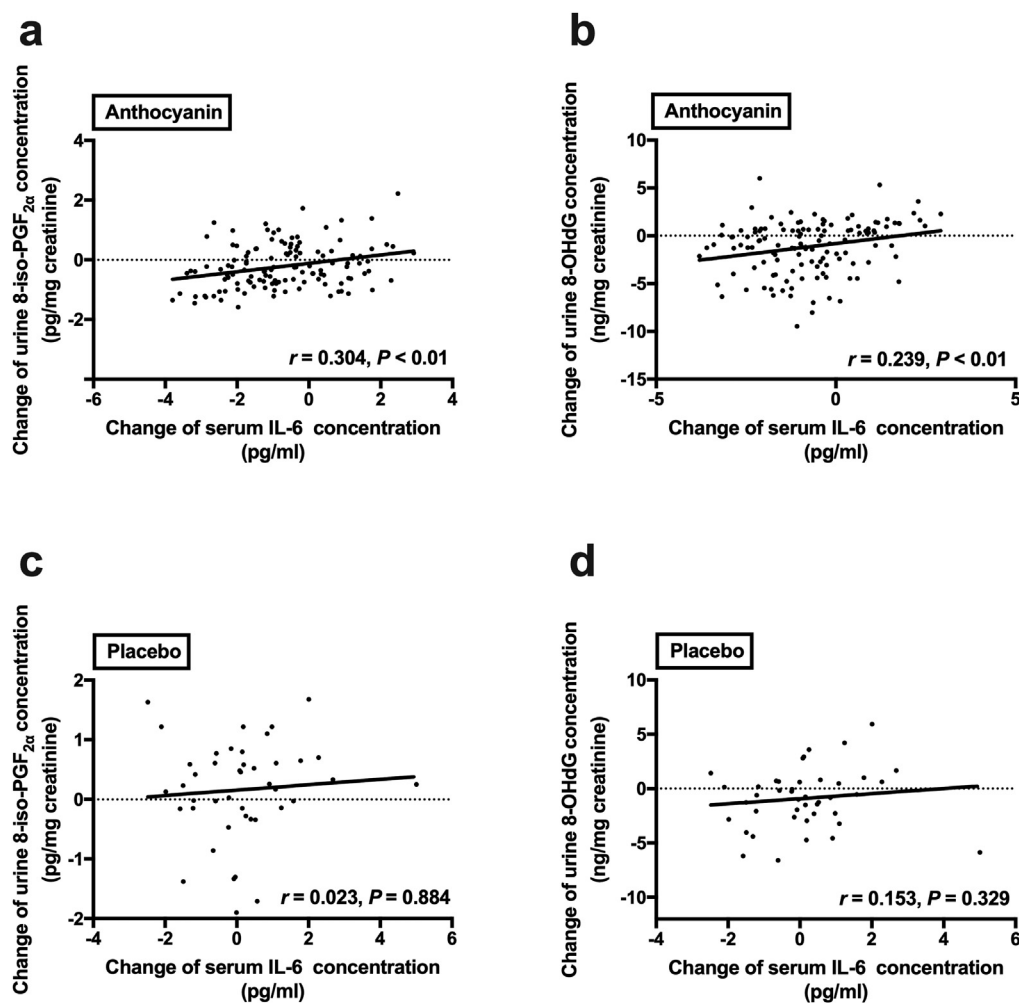 a
Anthocyanin
Change of urine 8-iso-PGF2α concentration
(pg/mg creatinine)
4
2
0
-2
r = 0.304, P < 0.01
-6
-4
-2
0
2
4
Change of serum IL-6 concentration
(pg/ml)
b
Anthocyanin
Change of urine 8-OHdG concentration
(ng/mg creatinine)
10
5
0
-5
-10
-15
r = 0.239, P < 0.01
-5
0
5
Change of serum IL-6 concentration
(pg/ml)
c
Placebo
Change of urine 8-iso-PGF2α concentration
(pg/mg creatinine)
2
1
0
-1
-2
r = 0.023, P = 0.884
-4
-2
0
2
4
6
Change of serum IL-6 concentration
(pg/ml)
d
Placebo
Change of urine 8-OHdG concentration
(ng/mg creatinine)
10
5
0
-5
-10
r = 0.153, P = 0.329
-4
-2
0
2
4
6
Change of serum IL-6 concentration
(pg/ml)